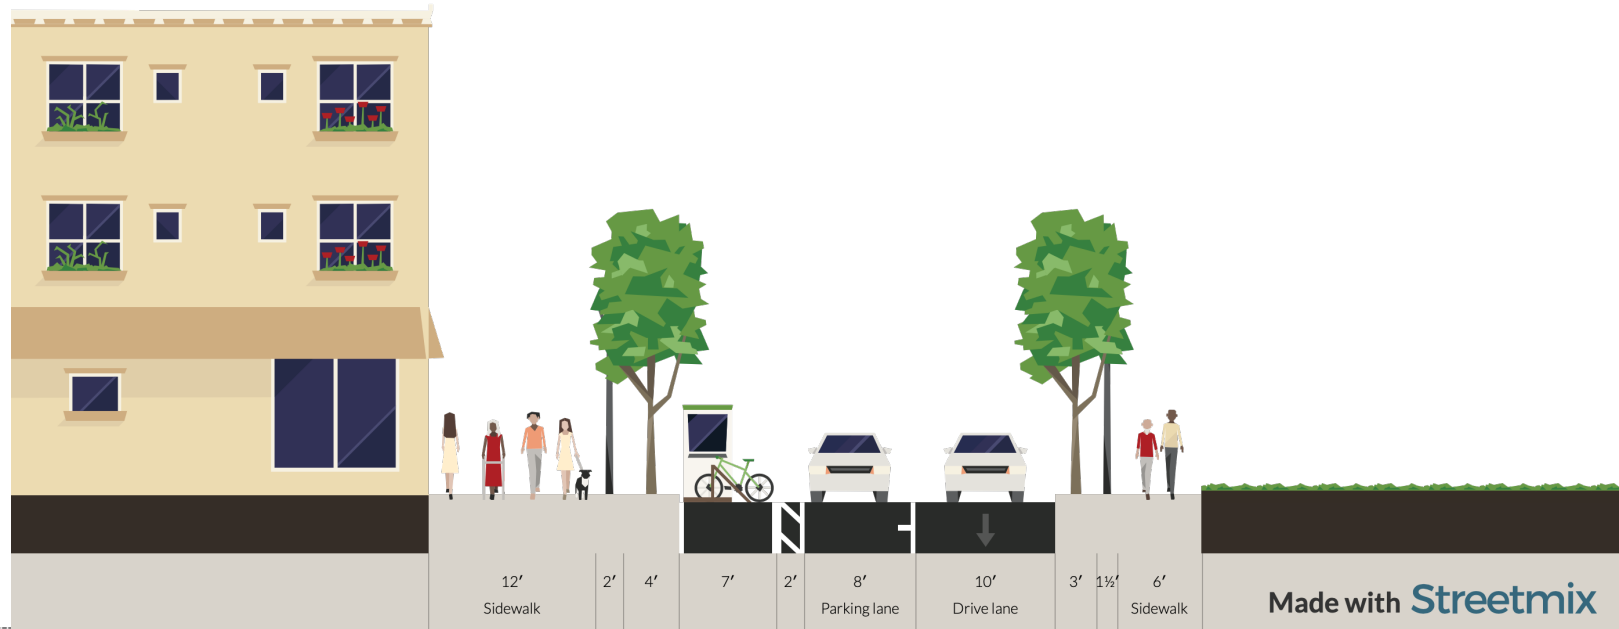 12′ 2′ 4′ 7′ 2′ 8′ 10′ 3′ 1½′ 6′
Sidewalk Parking lane Drive lane Sidewalk
Made with Streetmix